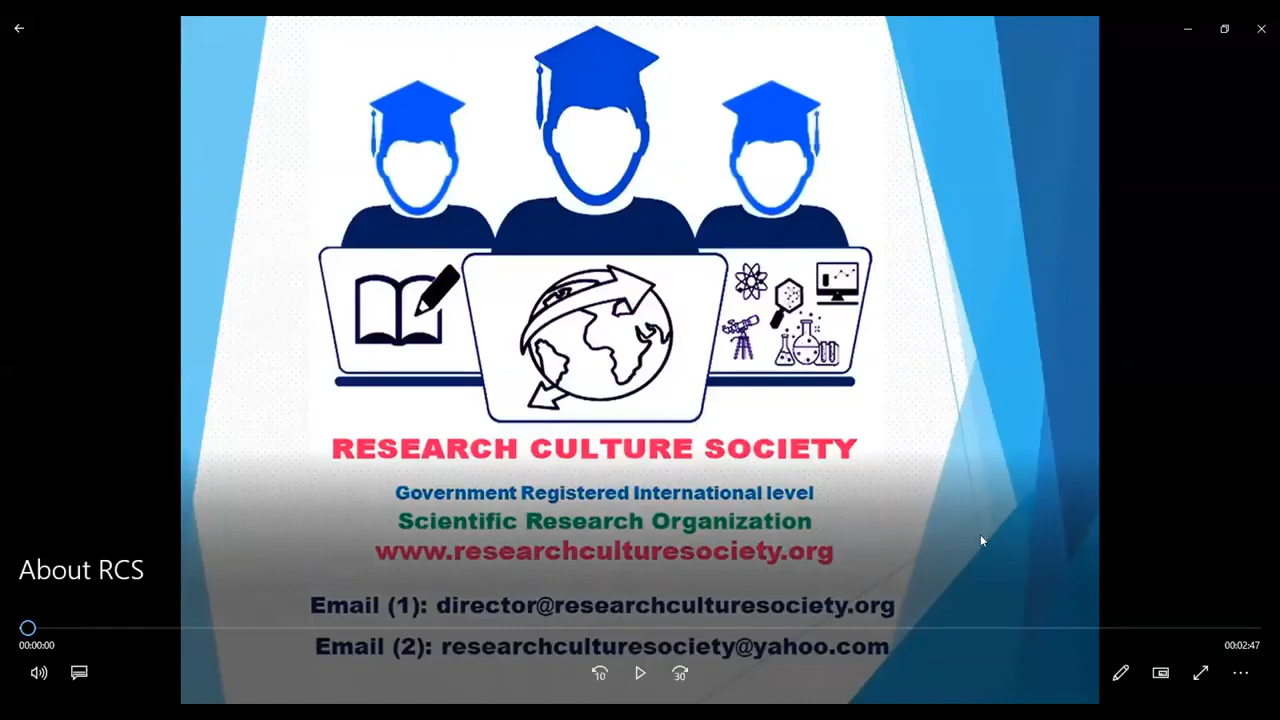 RESEARCH CULTURE SOCIETY
Government Registered International level
Scientific Research Organization
www.researchculturesociety.org
About RCS
Email (1): director@researchculturesociety.org
00:00:00
00:02:47
Email (2): researchculturesociety@yahoo.com
10
30